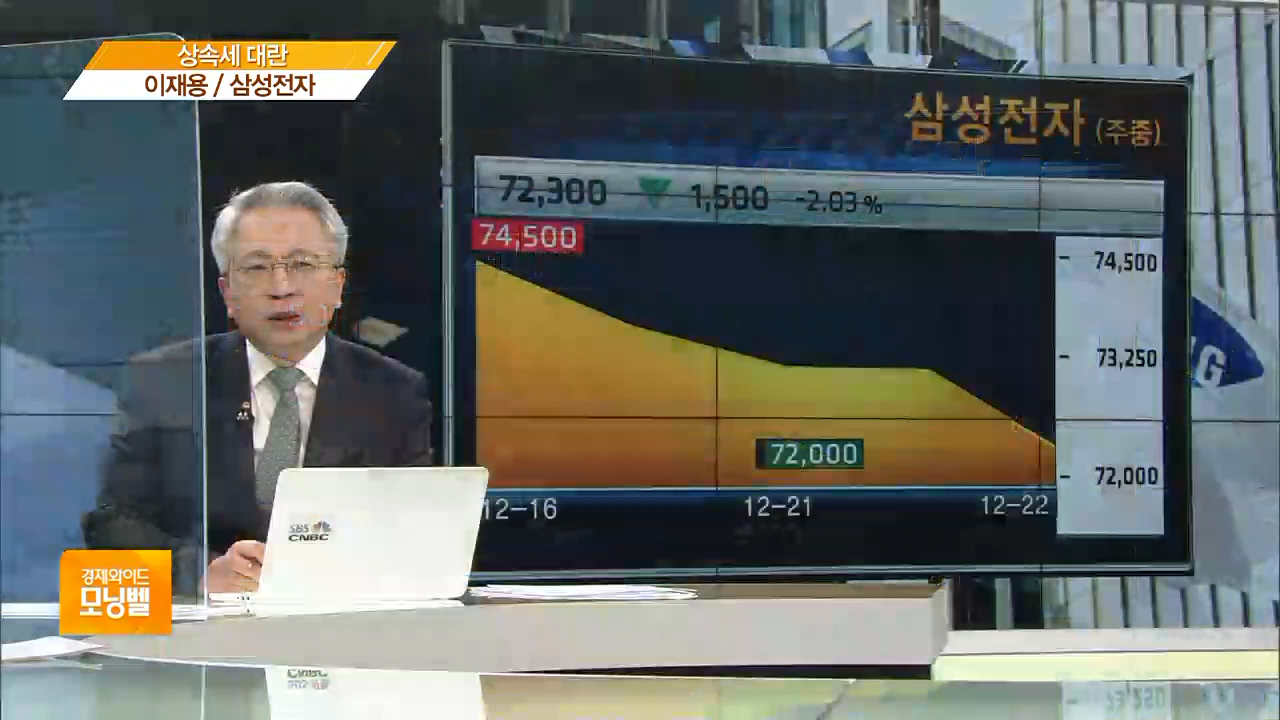 상속세 대란
이재용 / 삼성전자
삼성전자 (주중)
72,300 ▼ 1,500 -2.03 %
74,500
74,500
73,250
72,000
72,000
12-16 12-21 12-22
G
SBS
CNBC
경제와이드
모닝벨